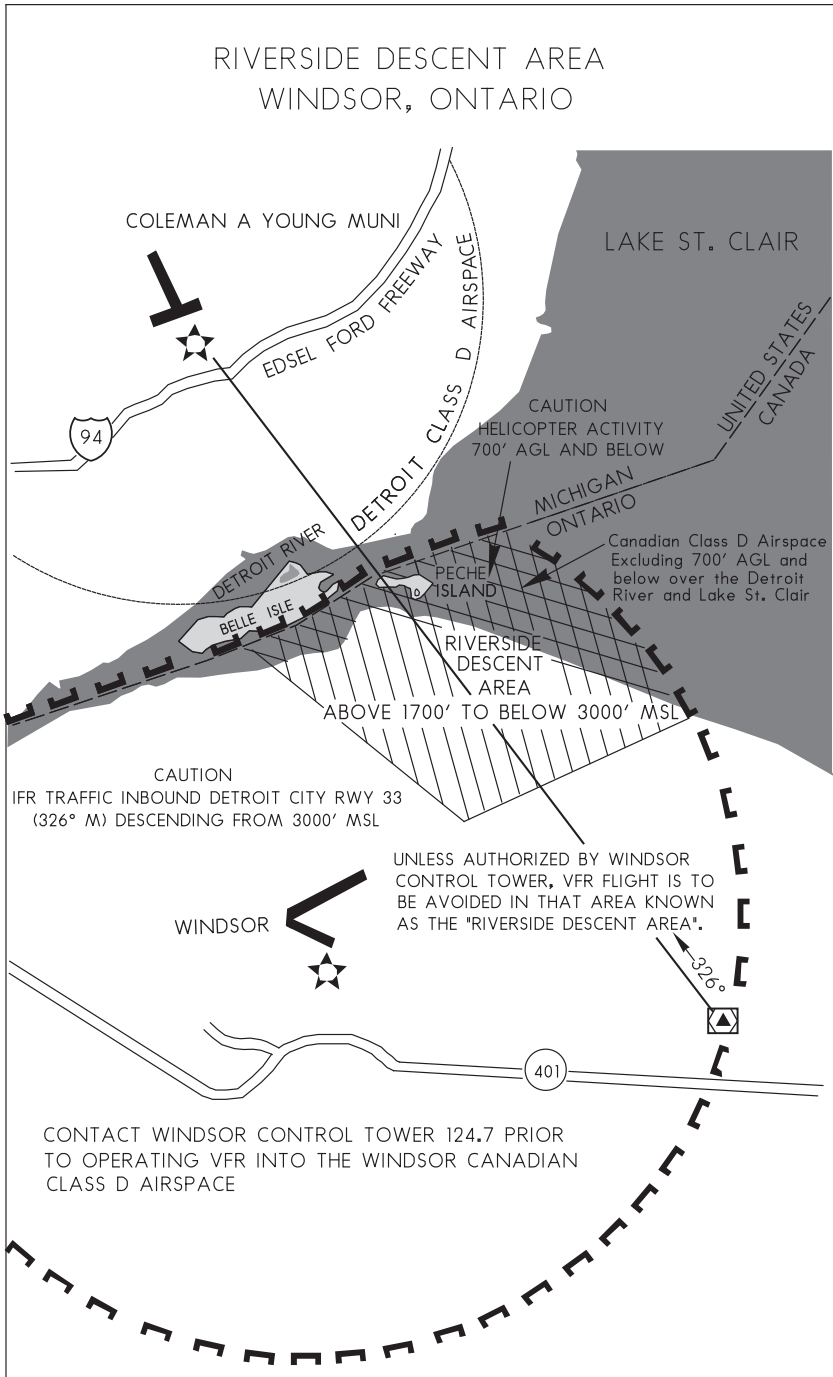 RIVERSIDE DESCENT AREA
WINDSOR, ONTARIO
COLEMAN A YOUNG MUNI
LAKE ST. CLAIR
EDSEL FORD FREEWAY
DETROIT CLASS D AIRSPACE
94
UNITED STATES
CANADA
CAUTION
HELICOPTER ACTIVITY
700' AGL AND BELOW
MICHIGAN
ONTARIO
Canadian Class D Airspace
Excluding 700' AGL and
below over the Detroit
River and Lake St. Clair
DETROIT RIVER
BELLE ISLE
PECHE
ISLAND
RIVERSIDE
DESCENT
AREA
ABOVE 1700' TO BELOW 3000' MSL
CAUTION
IFR TRAFFIC INBOUND DETROIT CITY RWY 33
(326° M) DESCENDING FROM 3000' MSL
UNLESS AUTHORIZED BY WINDSOR
CONTROL TOWER, VFR FLIGHT IS TO
BE AVOIDED IN THAT AREA KNOWN
AS THE "RIVERSIDE DESCENT AREA".
WINDSOR
326°
401
CONTACT WINDSOR CONTROL TOWER 124.7 PRIOR
TO OPERATING VFR INTO THE WINDSOR CANADIAN
CLASS D AIRSPACE